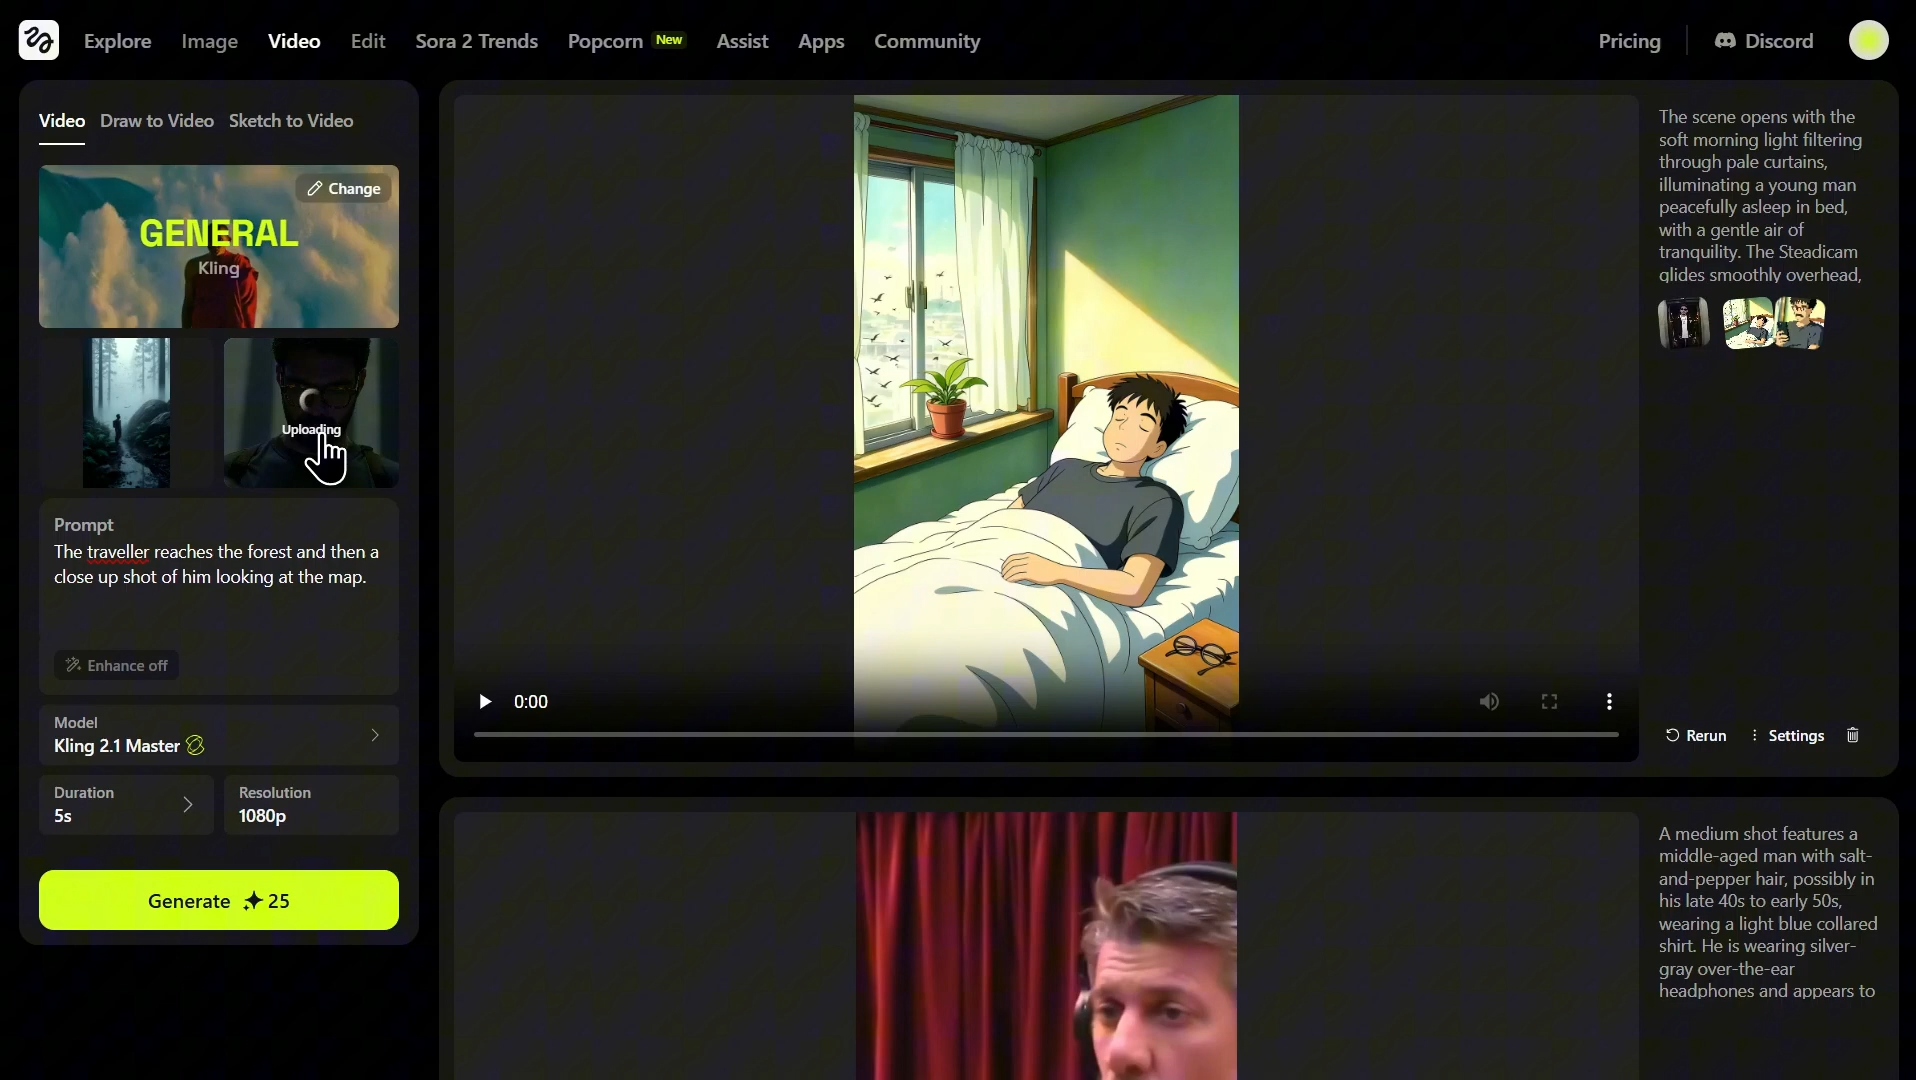 Explore Image Video Edit Sora 2 Trends Popcorn New Assist Apps Community Pricing Discord
Video Draw to Video Sketch to Video
Change
GENERAL
Kling
Uploading
Prompt
The traveller reaches the forest and then a
close up shot of him looking at the map.
Enhance off
Model
Kling 2.1 Master
Duration
5s
Resolution
1080p
Generate 25
0:00
The scene opens with the
soft morning light filtering
through pale curtains,
illuminating a young man
peacefully asleep in bed,
with a gentle air of
tranquility. The Steadicam
glides smoothly overhead,
Rerun Settings
A medium shot features a
middle-aged man with salt-
and-pepper hair, possibly in
his late 40s to early 50s,
wearing a light blue collared
shirt. He is wearing silver-
gray over-the-ear
headphones and appears to